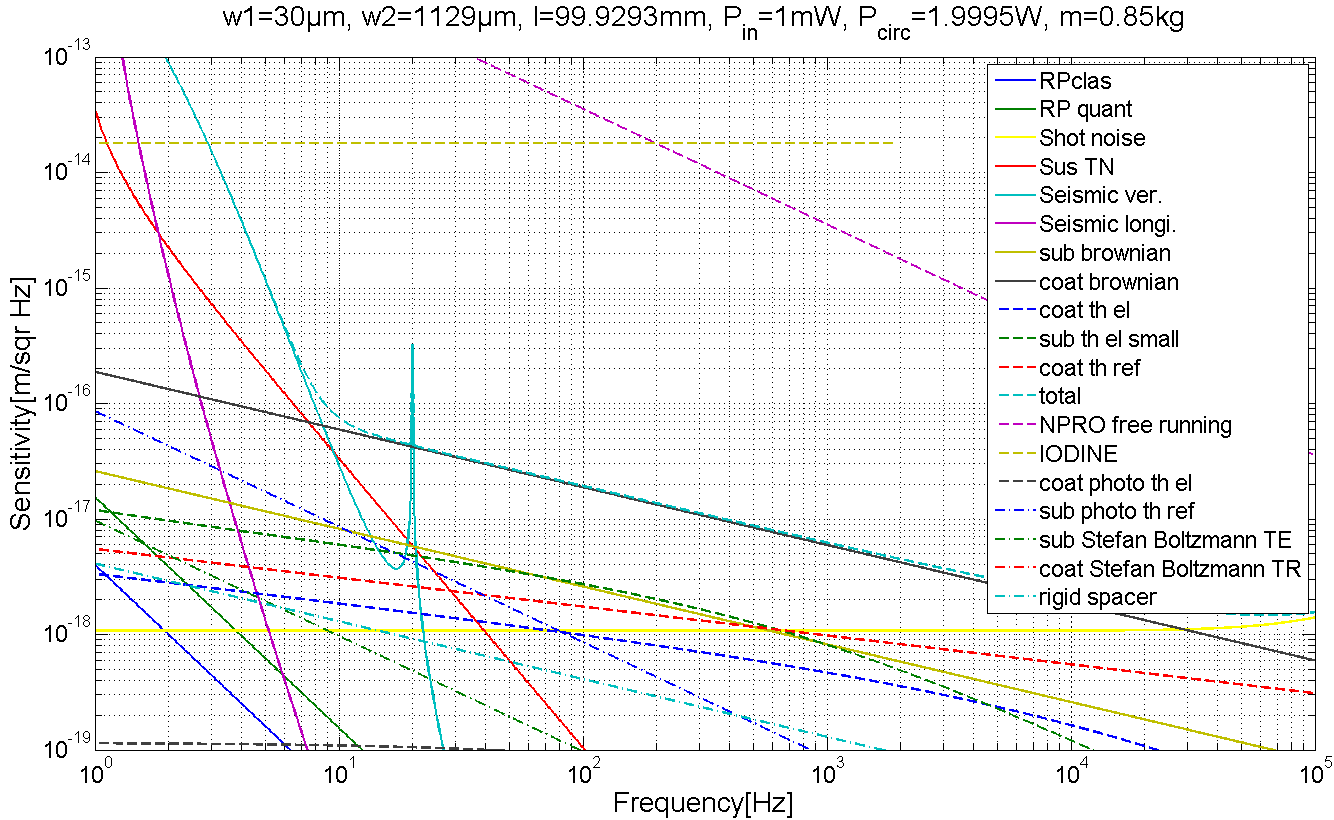 w1=30µm, w2=1129µm, l=99.9293mm, P_in=1mW, P_circ=1.9995W, m=0.85kg
10^-13
10^-14
10^-15
10^-16
10^-17
10^-18
10^-19
Sensitivity[m/sqr Hz]
RPclas
RP quant
Shot noise
Sus TN
Seismic ver.
Seismic longi.
sub brownian
coat brownian
coat th el
sub th el small
coat th ref
total
NPRO free running
IODINE
coat photo th el
sub photo th ref
sub Stefan Boltzmann TE
coat Stefan Boltzmann TR
rigid spacer
10^0 10^1 10^2 10^3 10^4 10^5
Frequency[Hz]